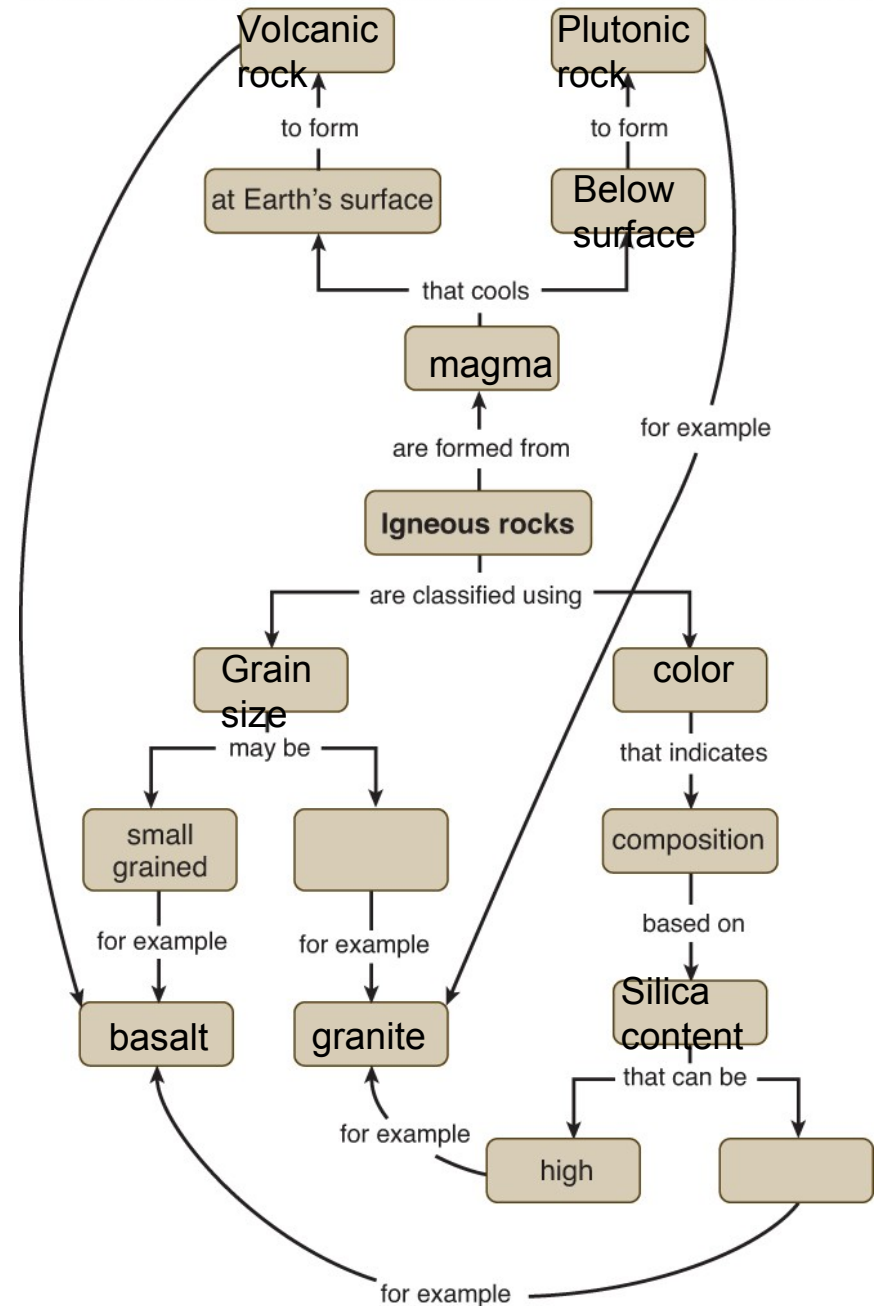 Volcanic
rock
Plutonic
rock
to form
to form
at Earth's surface
Below
surface
that cools
magma
for example
are formed from
Igneous rocks
are classified using
Grain
size
color
may be
that indicates
small
grained
composition
for example
for example
based on
basalt
granite
Silica
content
that can be
for example
high
for example